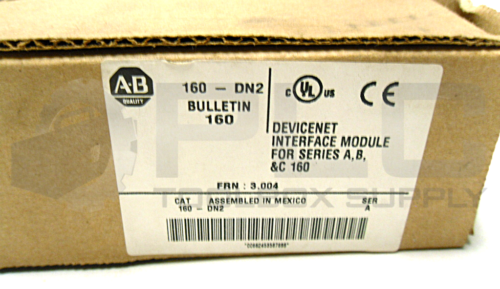 A·B
QUALITY
160 - DN2
BULLETIN
160
C UL US
CE
DEVICENET
INTERFACE MODULE
FOR SERIES A,B,
&C 160
FRN : 3.004
CAT ASSEMBLED IN MEXICO SER
160 - DN2 A
PLC
TOOLBOX SUPPLY